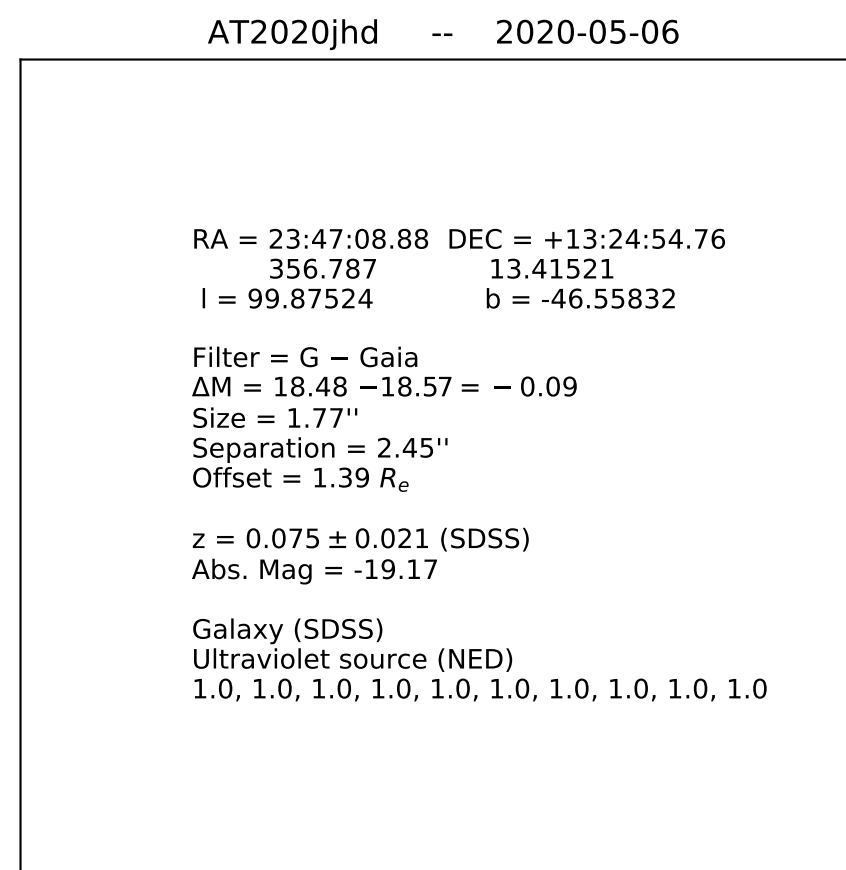 AT2020jhd -- 2020-05-06
RA = 23:47:08.88 DEC = +13:24:54.76
356.787 13.41521
l = 99.87524 b = -46.55832
Filter = G − Gaia
ΔM = 18.48 −18.57 = − 0.09
Size = 1.77''
Separation = 2.45''
Offset = 1.39 Rₑ
z = 0.075 ± 0.021 (SDSS)
Abs. Mag = -19.17
Galaxy (SDSS)
Ultraviolet source (NED)
1.0, 1.0, 1.0, 1.0, 1.0, 1.0, 1.0, 1.0, 1.0, 1.0